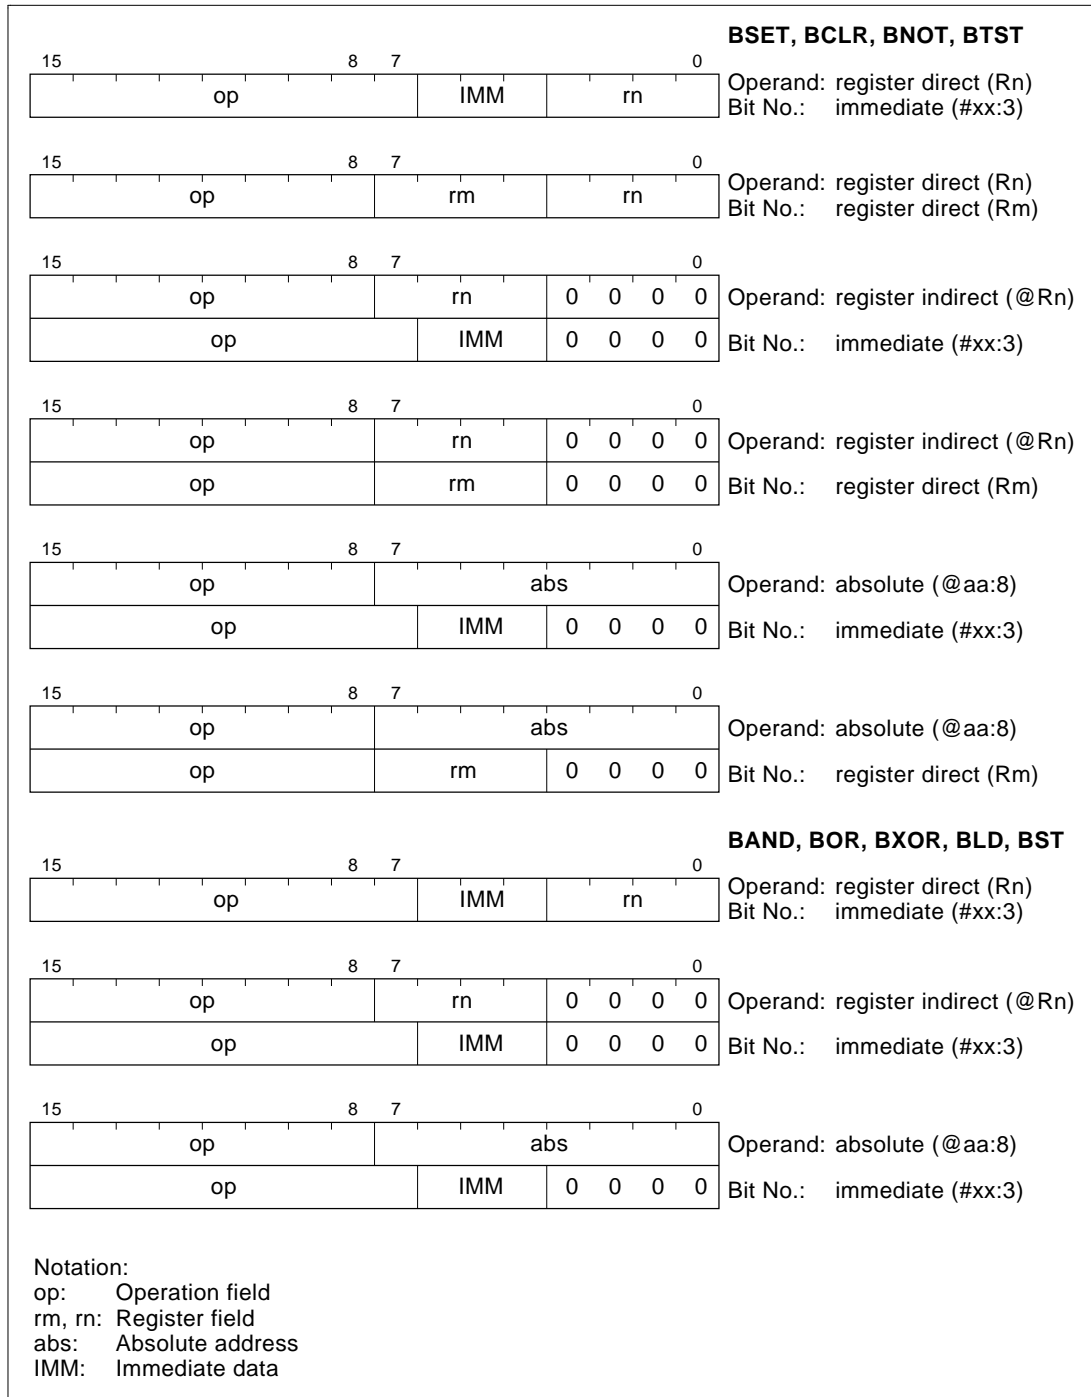 BSET, BCLR, BNOT, BTST
15 8 7 0
op IMM rn Operand: register direct (Rn)
Bit No.: immediate (#xx:3)
15 8 7 0
op rm rn Operand: register direct (Rn)
Bit No.: register direct (Rm)
15 8 7 0
op rn 0 0 0 0 Operand: register indirect (@Rn)
op IMM 0 0 0 0 Bit No.: immediate (#xx:3)
15 8 7 0
op rn 0 0 0 0 Operand: register indirect (@Rn)
op rm 0 0 0 0 Bit No.: register direct (Rm)
15 8 7 0
op abs Operand: absolute (@aa:8)
op IMM 0 0 0 0 Bit No.: immediate (#xx:3)
15 8 7 0
op abs Operand: absolute (@aa:8)
op rm 0 0 0 0 Bit No.: register direct (Rm)
BAND, BOR, BXOR, BLD, BST
15 8 7 0
op IMM rn Operand: register direct (Rn)
Bit No.: immediate (#xx:3)
15 8 7 0
op rn 0 0 0 0 Operand: register indirect (@Rn)
op IMM 0 0 0 0 Bit No.: immediate (#xx:3)
15 8 7 0
op abs Operand: absolute (@aa:8)
op IMM 0 0 0 0 Bit No.: immediate (#xx:3)
Notation:
op: Operation field
rm, rn: Register field
abs: Absolute address
IMM: Immediate data